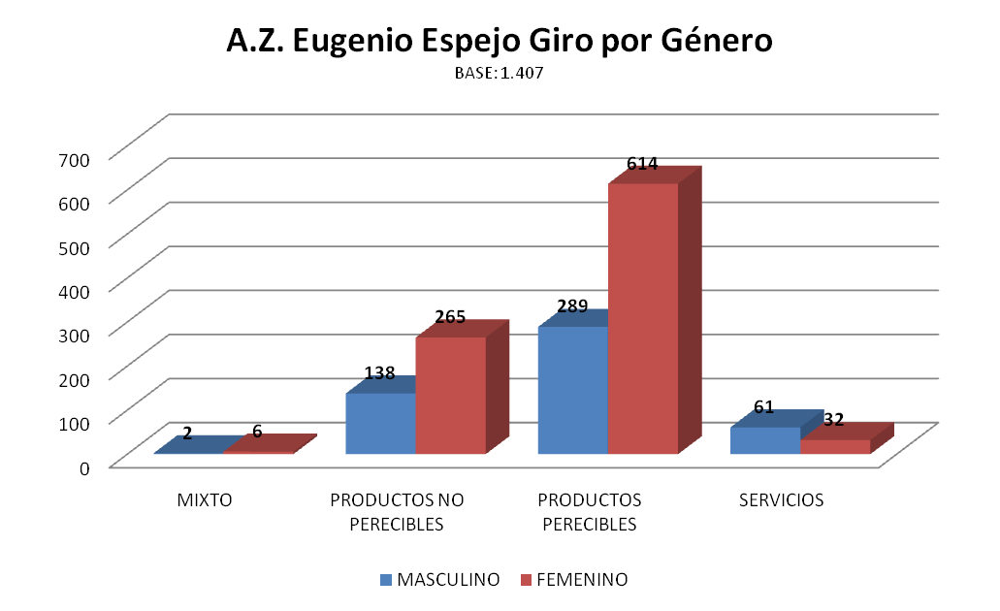 A.Z. Eugenio Espejo Giro por Género
BASE: 1.407
700
600
500
400
300
200
100
0
2
6
138
265
289
614
61
32
MIXTO
PRODUCTOS NO
PERECIBLES
PRODUCTOS
PERECIBLES
SERVICIOS
MASCULINO
FEMENINO